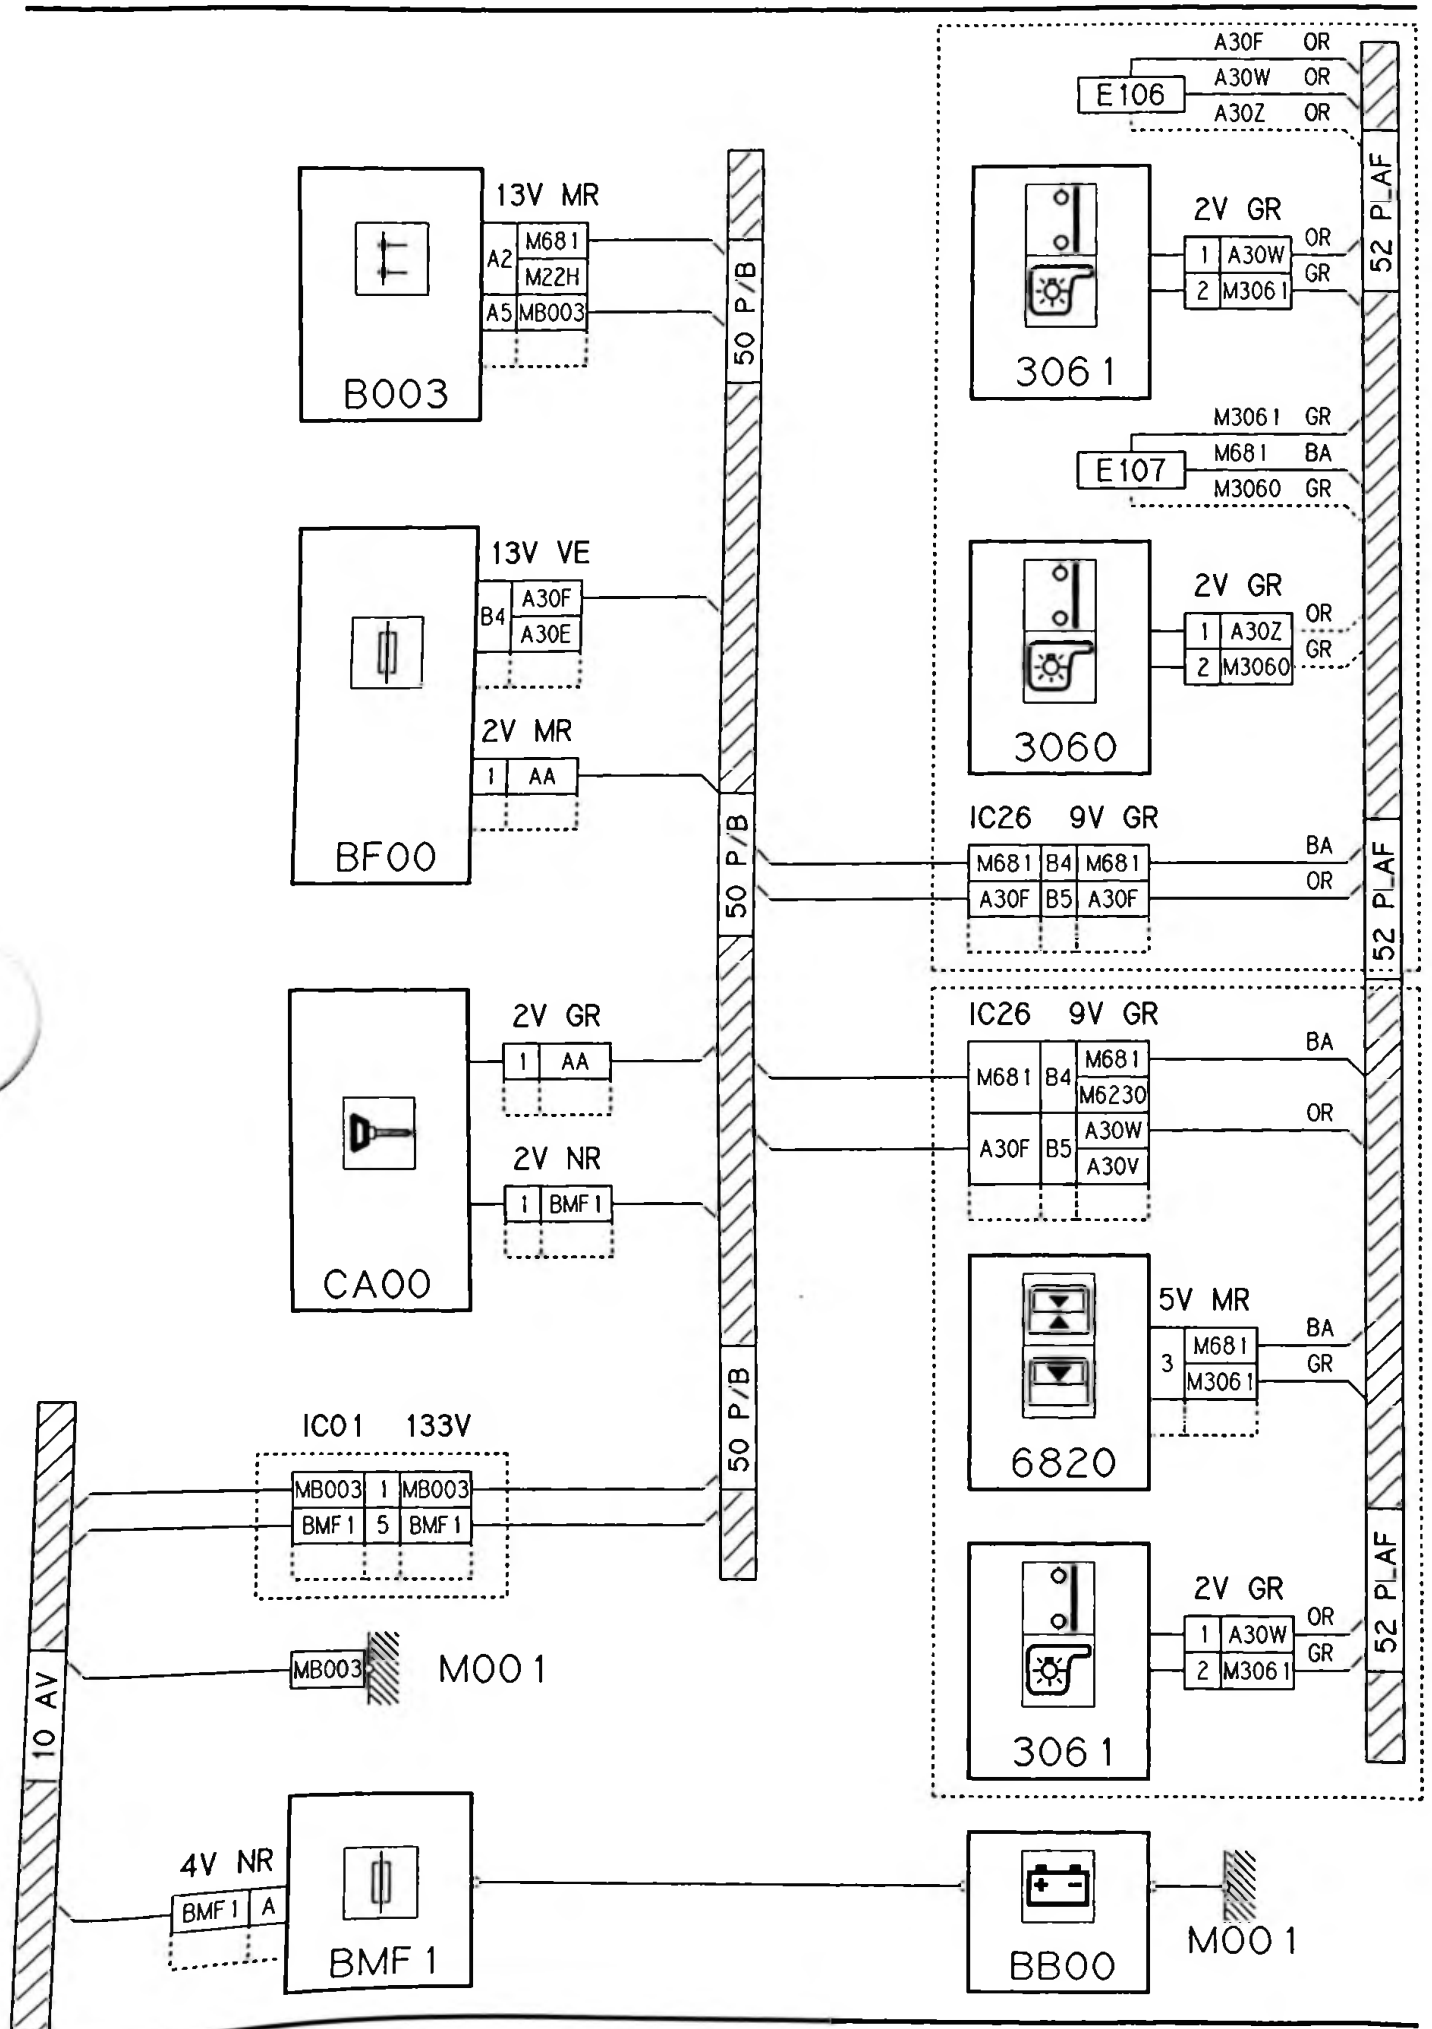 A30F OR
E106
A30W OR
A30Z OR
52 PLAF
13V MR
A2
M681
M22H
A5 MB003
B003
50 P/B
2V GR
1 A30W OR
2 M3061 GR
3061
M3061 GR
E107
M681 BA
M3060 GR
13V VE
B4
A30F
A30E
2V MR
1 AA
BF00
2V GR
1 A30Z OR
2 M3060 GR
3060
50 P/B
IC26 9V GR
M681 B4 M681 BA
A30F B5 A30F OR
52 PLAF
2V GR
1 AA
2V NR
1 BMF1
CA00
IC26 9V GR
M681 B4 M681 BA
M6230
A30F B5 A30W OR
A30V
5V MR
3
M681 BA
M3061 GR
6820
50 P/B
IC01 133V
MB003 1 MB003
BMF1 5 BMF1
MB003
M001
10 AV
2V GR
1 A30W OR
2 M3061 GR
3061
52 PLAF
4V NR
BMF1 A
BMF1
+ -
BB00
M001